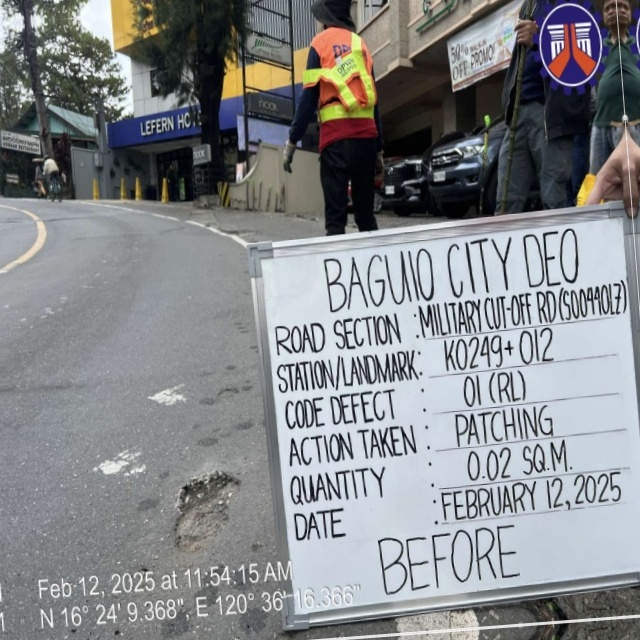 LEFERN HO
50%
OFF PROMO
BAGUIO CITY DEO
ROAD SECTION : MILITARY CUT-OFF RD (S00440LZ)
STATION/LANDMARK: K0249+ 012
CODE DEFECT : 01 (RL)
ACTION TAKEN : PATCHING
QUANTITY : 0.02 SQ.M.
DATE : FEBRUARY 12, 2025
BEFORE
Feb 12, 2025 at 11:54:15 AM
N 16° 24' 9.368", E 120° 36' 16.366"